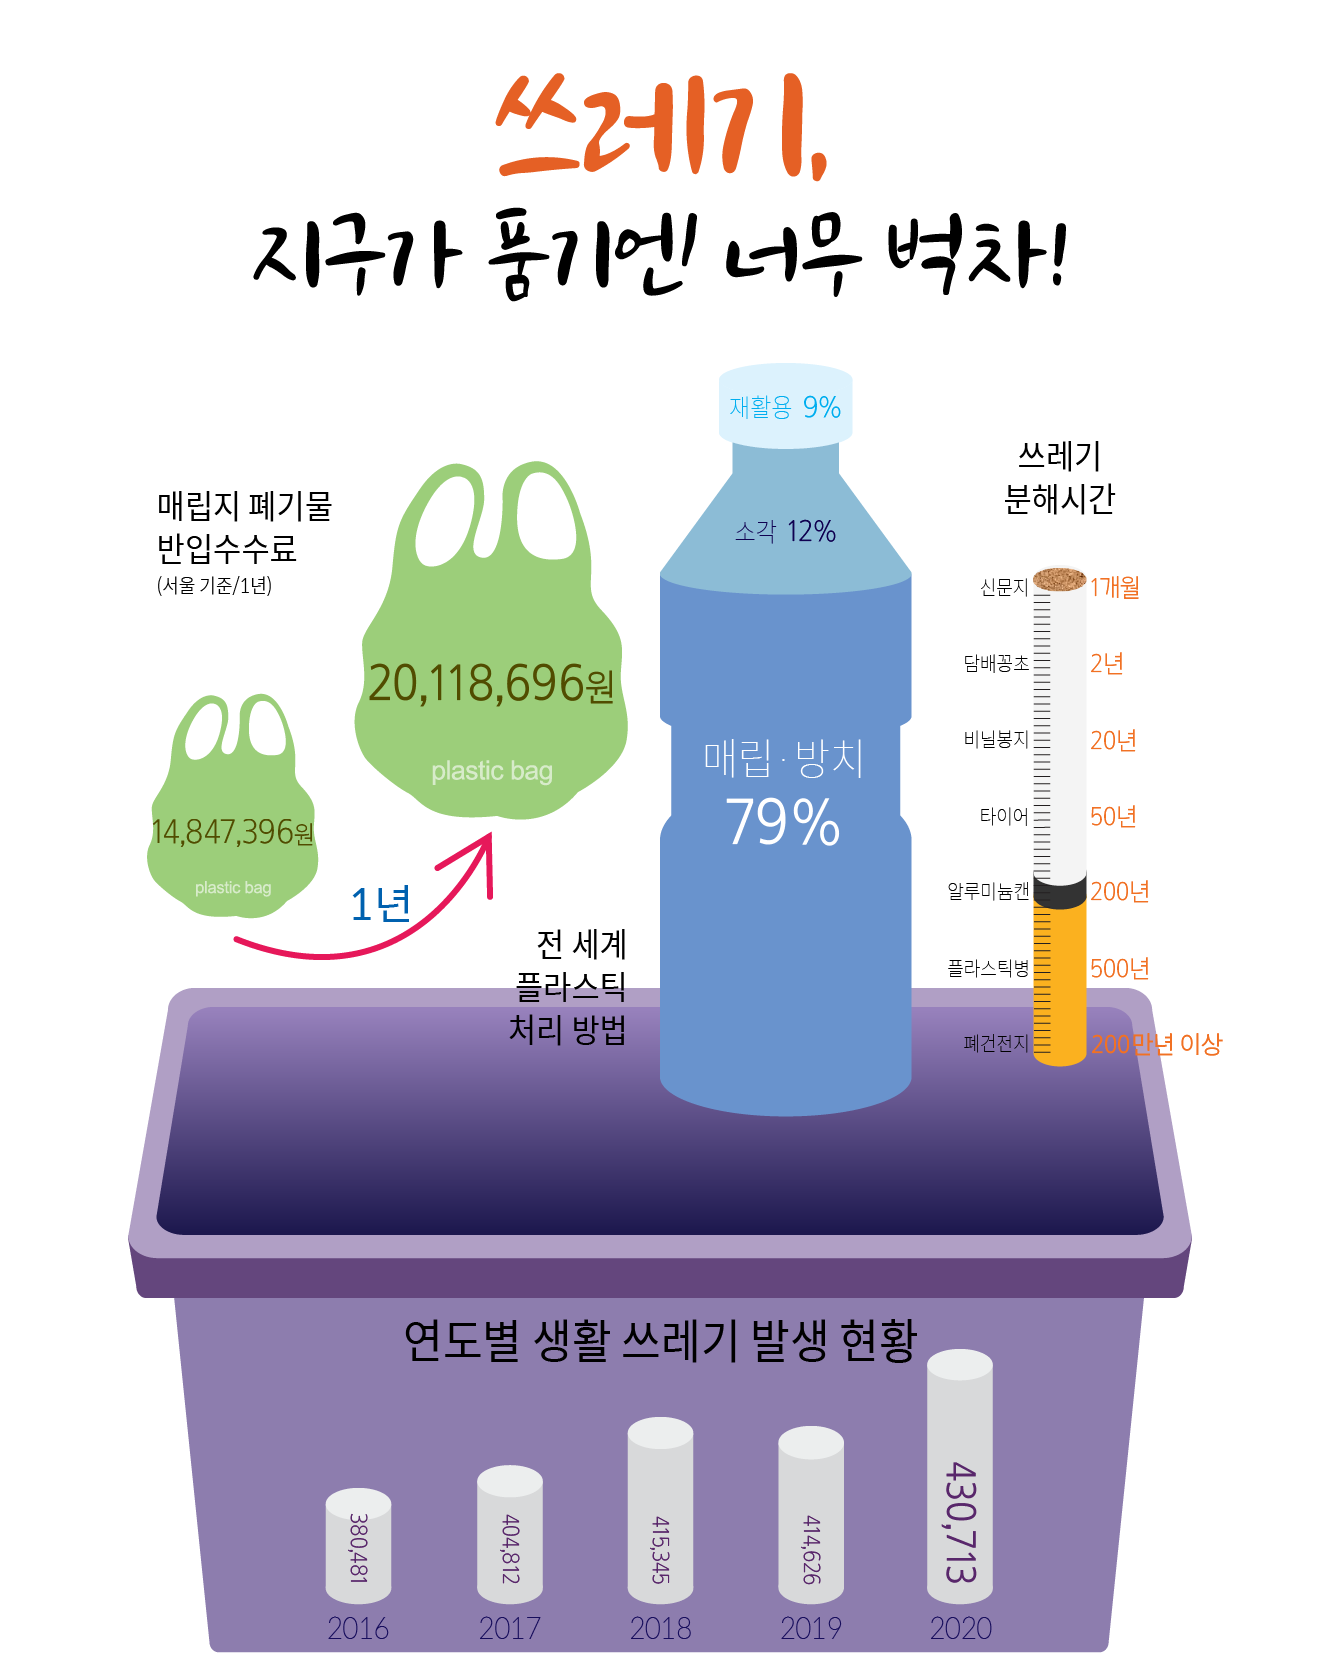 쓰레기,
지구가 품기엔 너무 벅차!
매립지 폐기물
반입수수료
(서울 기준/1년)
20,118,696원
plastic bag
14,847,396원
plastic bag
1년
전 세계
플라스틱
처리 방법
재활용 9%
소각 12%
매립·방치
79%
쓰레기
분해시간
신문지 1개월
담배꽁초 2년
비닐봉지 20년
타이어 50년
알루미늄캔 200년
플라스틱병 500년
폐건전지 200만년 이상
연도별 생활 쓰레기 발생 현황
380,481
404,812
415,345
414,626
430,713
2016 2017 2018 2019 2020